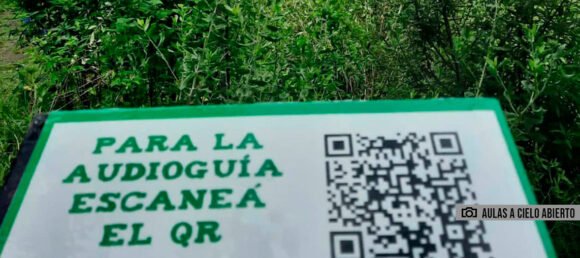 PARA LA
AUDIOGUÍA
ESCANEÁ
EL QR
AULAS A CIELO ABIERTO